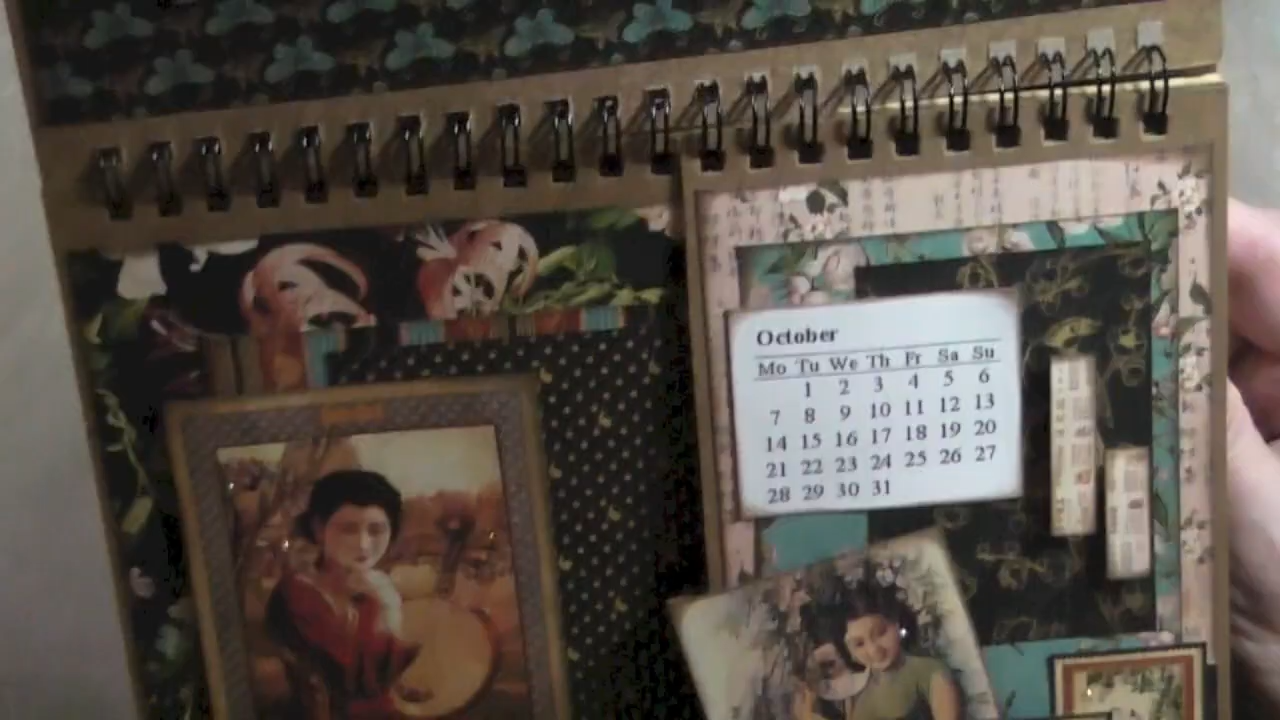 October
Mo Tu We Th Fr Sa Su
1 2 3 4 5 6
7 8 9 10 11 12 13
14 15 16 17 18 19 20
21 22 23 24 25 26 27
28 29 30 31